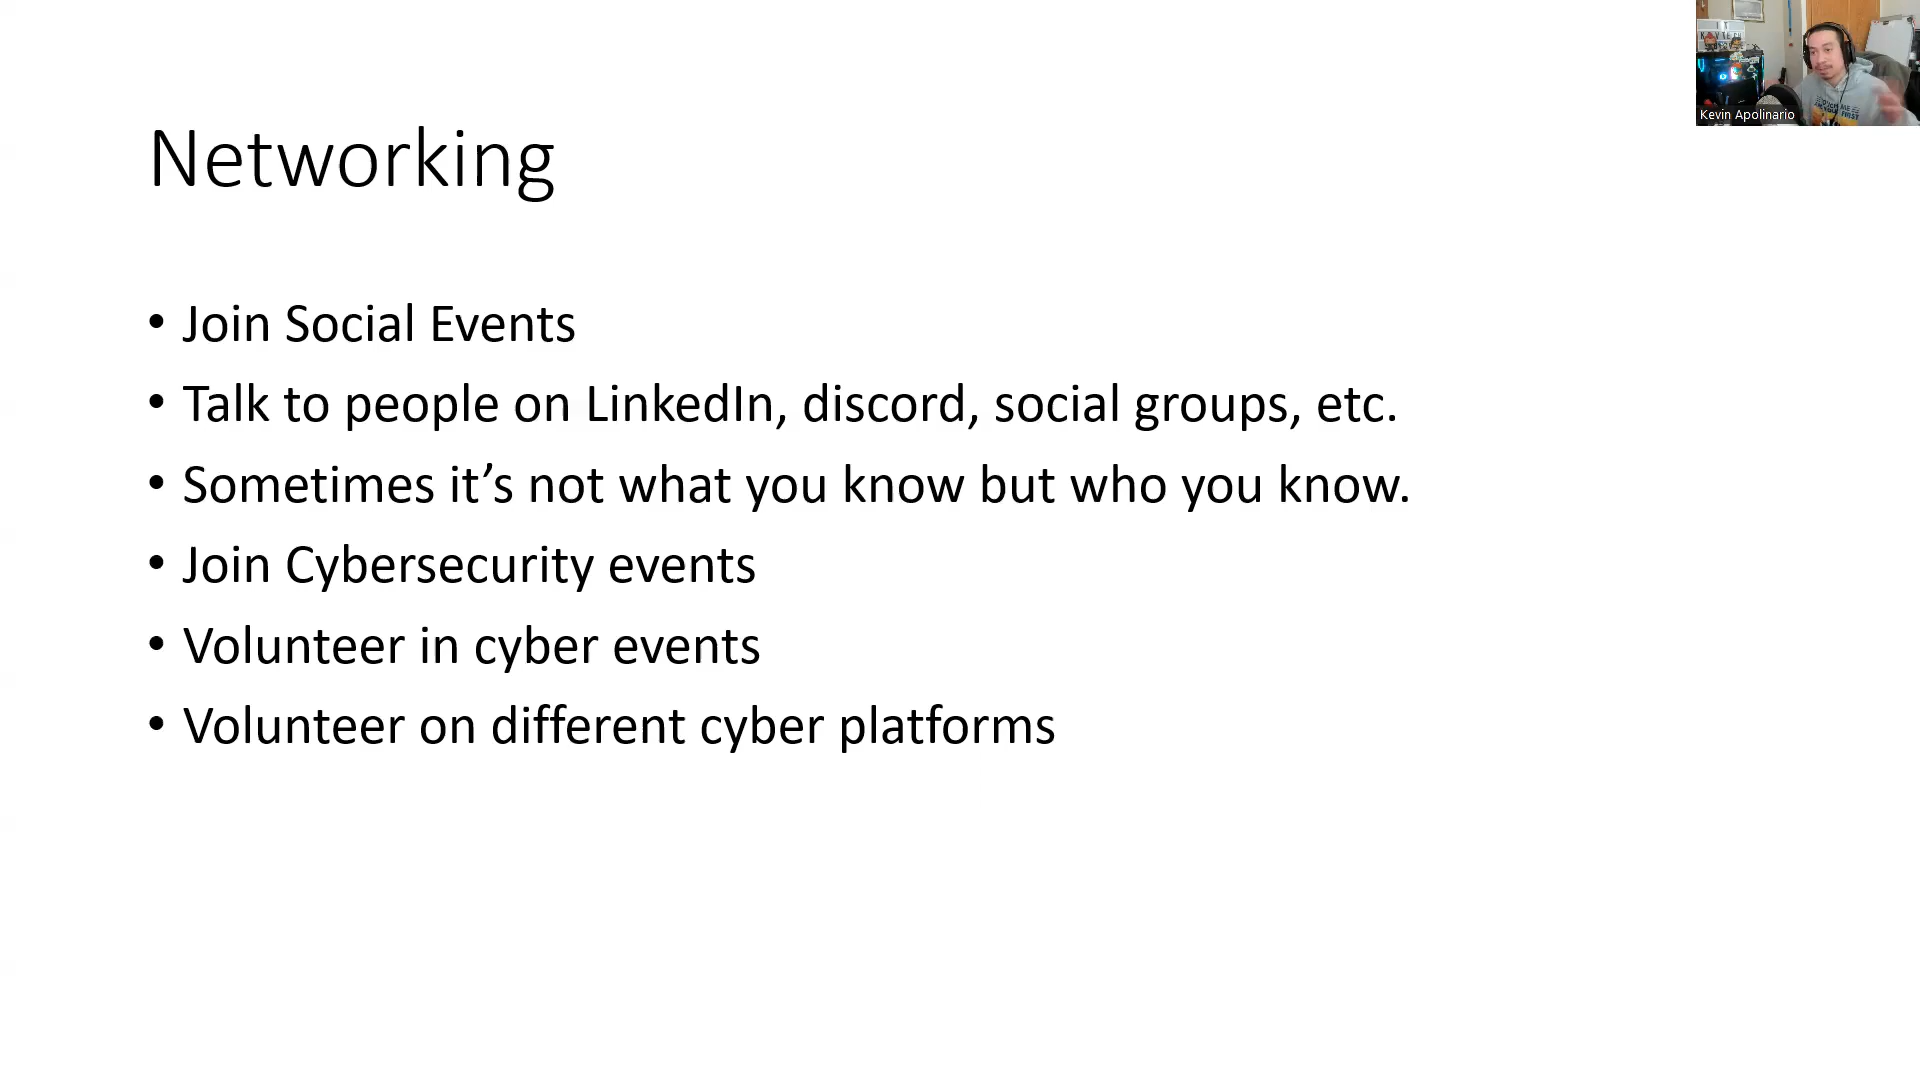 Networking
• Join Social Events
• Talk to people on LinkedIn, discord, social groups, etc.
• Sometimes it’s not what you know but who you know.
• Join Cybersecurity events
• Volunteer in cyber events
• Volunteer on different cyber platforms
Kevin Apolinario